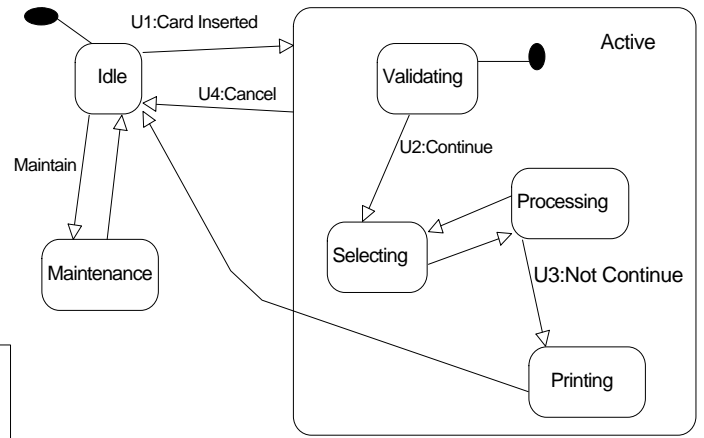 U1:Card Inserted
Active
Idle
Validating
U4:Cancel
U2:Continue
Maintain
Processing
Selecting
Maintenance
U3:Not Continue
Printing